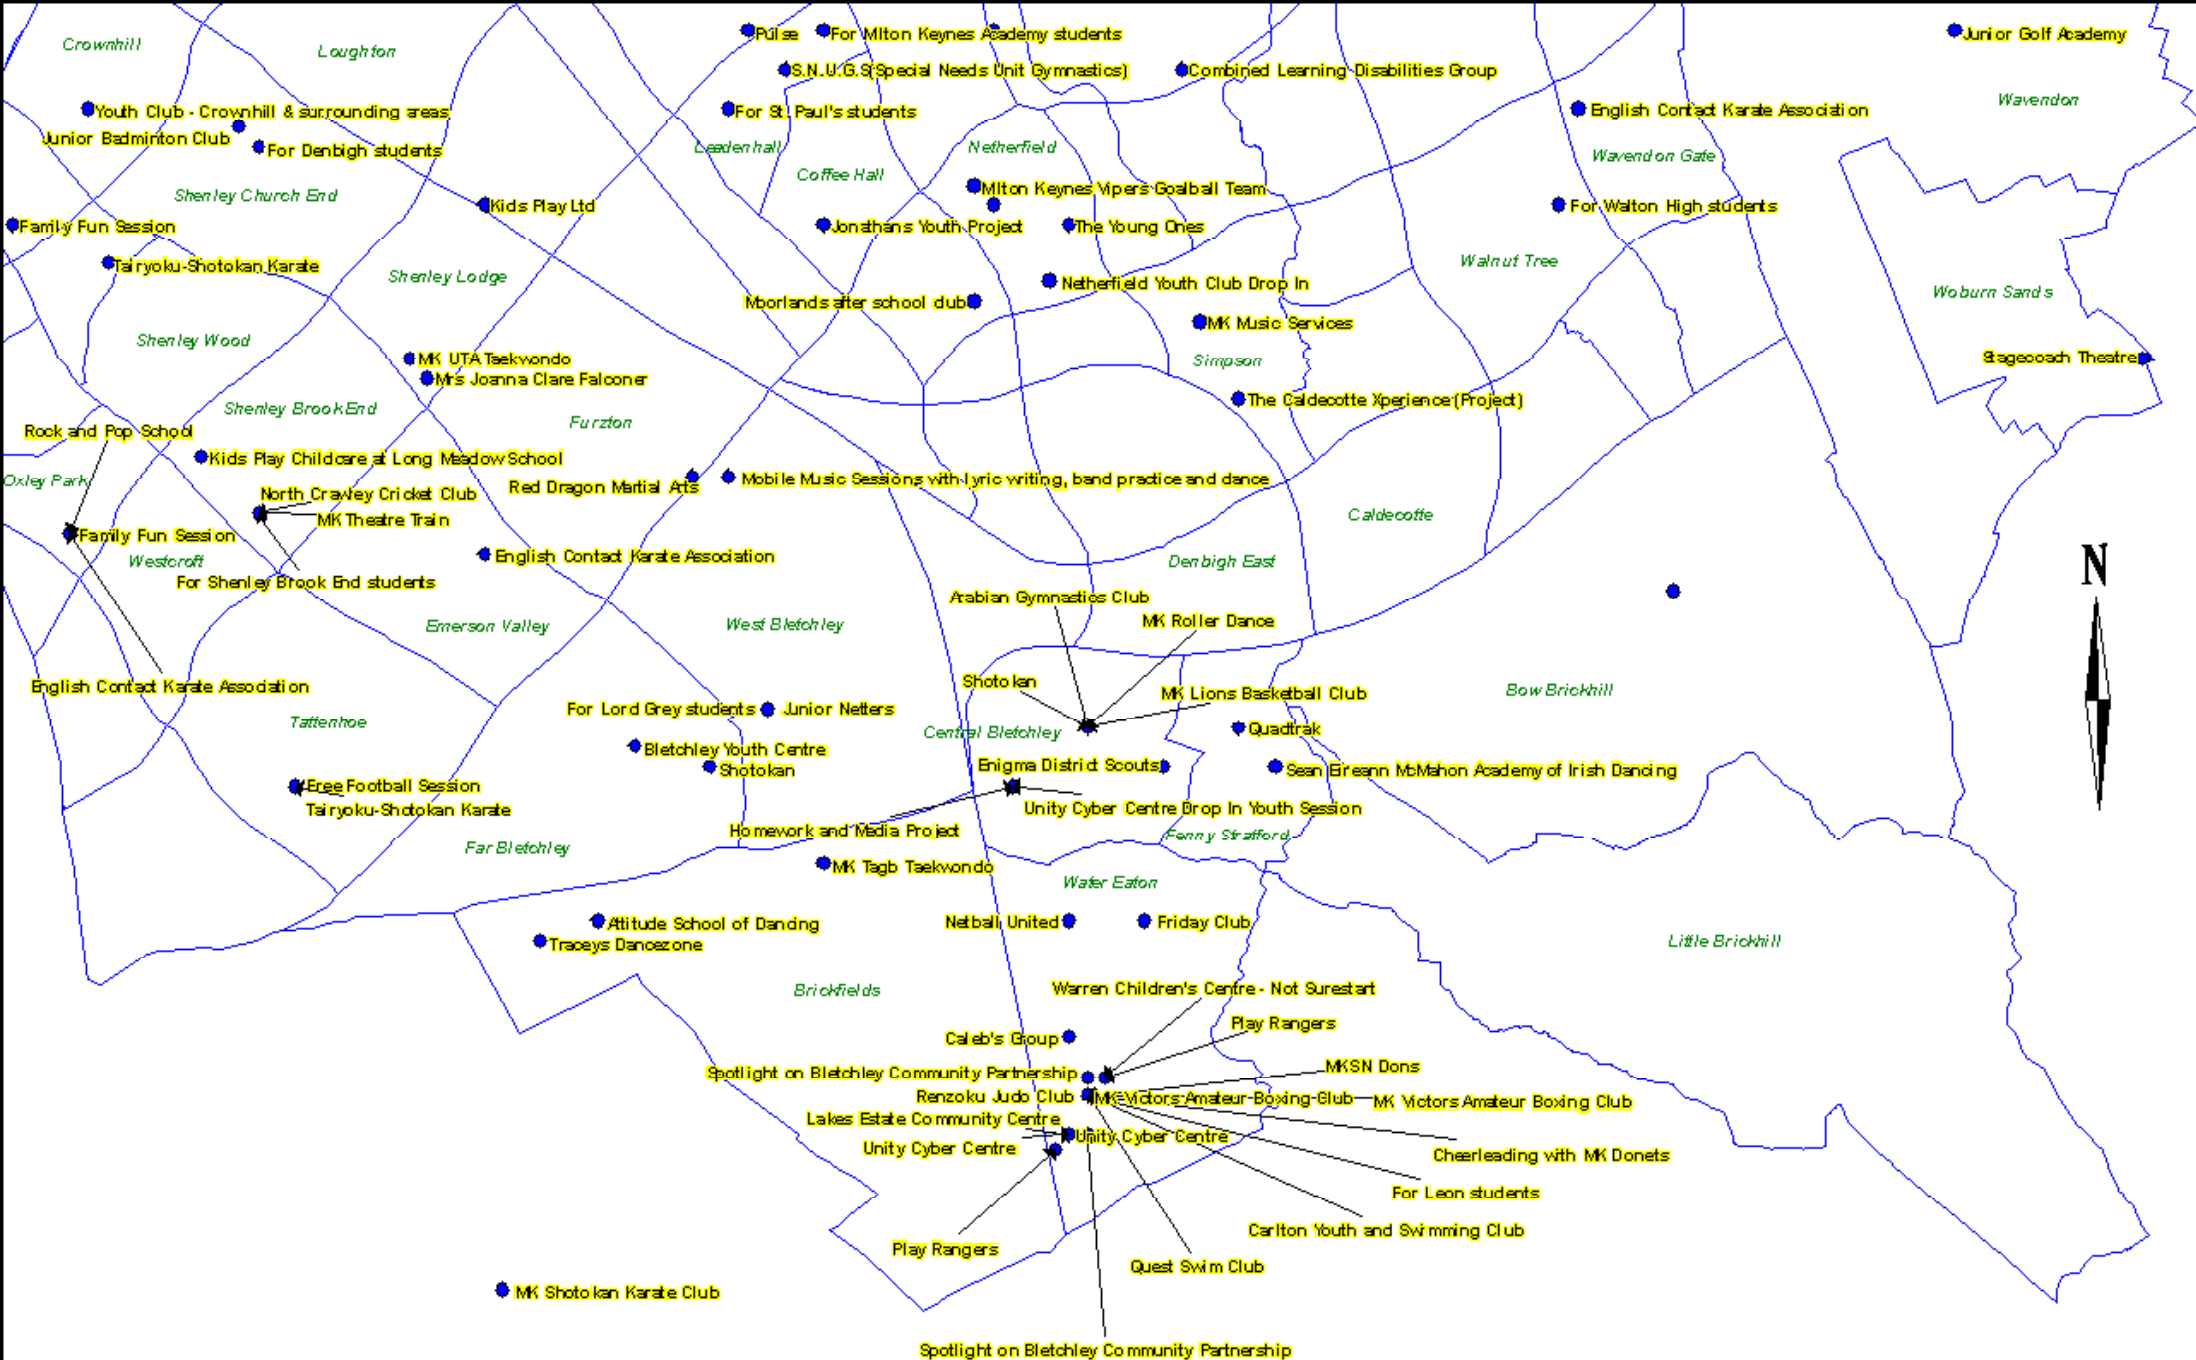 Crownhill
Loughton
Pulse
For Mlton Keynes Academy students
Junior Golf Academy
S.N.U.G.S(Special Needs Unit Gymnastics)
Combined Learning Disabilities Group
Wavendon
Youth Club - Crownhill & surrounding areas
For St. Paul's students
English Contact Karate Association
Junior Badminton Club
For Denbigh students
Leadenhall
Netherfield
Wavendon Gate
Coffee Hall
Shenley Church End
Mlton Keynes Vipers Goalball Team
Kids Play Ltd
For Walton High students
Family Fun Session
Jonathans Youth Project
The Young Ones
Tairyoku-Shotokan Karate
Shenley Lodge
Walnut Tree
Netherfield Youth Club Drop In
Woburn Sands
Moorlands after school club
MK Music Services
Shenley Wood
MK UTA Taekwondo
Simpson
Stagecoach Theatre
Mrs Joanna Clare Falconer
The Caldecotte Xperience (Project)
Shenley Brook End
Furzton
Rock and Pop School
Kids Play Childcare at Long Meadow School
Oxley Park
Red Dragon Martial Arts
Mobile Music Sessions with lyric writing, band practice and dance
North Crawley Cricket Club
MK Theatre Train
Caldecotte
Family Fun Session
Westcroft
English Contact Karate Association
Denbigh East
For Shenley Brook End students
Arabian Gymnastics Club
Emerson Valley
West Bletchley
MK Roller Dance
English Contact Karate Association
Shotokan
MK Lions Basketball Club
Bow Brickhill
Tattenhoe
For Lord Grey students
Junior Netters
Central Bletchley
Quadtrak
Bletchley Youth Centre
Shotokan
Enigma District Scouts
Sean Eireann McMahon Academy of Irish Dancing
Free Football Session
Tairyoku-Shotokan Karate
Unity Cyber Centre Drop In Youth Session
Homework and Media Project
Fenny Stratford
Far Bletchley
MK Tagb Taekwondo
Water Eaton
Attitude School of Dancing
Netball United
Friday Club
Traceys Dancezone
Little Brickhill
Brickfields
Warren Children's Centre - Not Surestart
Play Rangers
Caleb's Group
Spotlight on Bletchley Community Partnership
MKSN Dons
Renzoku Judo Club
MK Victors Amateur Boxing Club
MK Victors Amateur Boxing Club
Lakes Estate Community Centre
Unity Cyber Centre
Unity Cyber Centre
Cheerleading with MK Donets
For Leon students
Carlton Youth and Swimming Club
Play Rangers
Quest Swim Club
MK Shotokan Karate Club
Spotlight on Bletchley Community Partnership
N